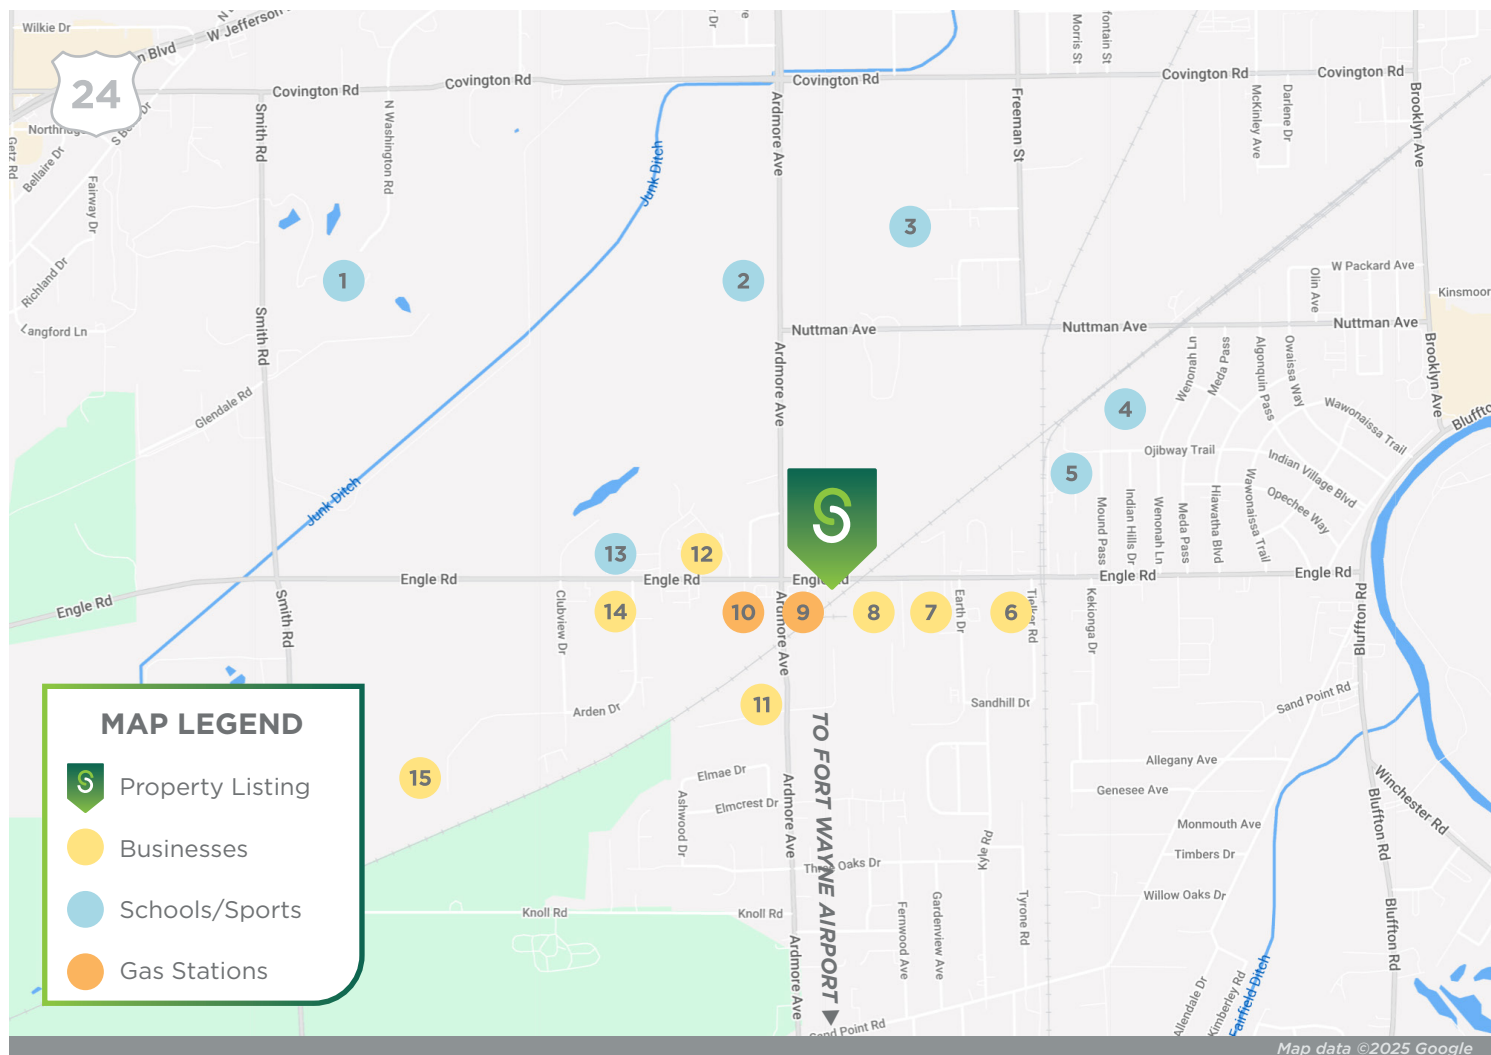 Wilkie Dr
W Jefferson
n Blvd
24
Covington Rd
Covington Rd
Covington Rd
Covington Rd
Covington Rd
Morris St
fontain St
Dr
Smith Rd
N Washington Rd
Ardmore Ave
Freeman St
McKinley Ave
Darlene Dr
Brooklyn Ave
Getz Rd
Bellaire Dr
Fairway Dr
Junk Ditch
Richland Dr
Langford Ln
1
2
3
W Packard Ave
Olin Ave
Kinsmoor
Nuttman Ave
Nuttman Ave
Nuttman Ave
Smith Rd
Glendale Rd
Ardmore Ave
Wenonah Ln
Meda Pass
Algonquin Pass
Owaissa Way
Brooklyn Ave
Wawonaissa Trail
4
5
Ojibway Trail
Indian Village Blvd
Opechee Way
Junk Ditch
Mound Pass
Indian Hills Dr
Wenonah Ln
Meda Pass
Hiawatha Blvd
Wawonaissa Trail
13
12
Engle Rd
Engle Rd
Engle Rd
Engle Rd
Engle Rd
Smith Rd
Clubview Dr
14
10
9
8
7
6
Ardmore Ave
Earth Dr
Kekionga Dr
Bluffton Rd
11
Arden Dr
Sandhill Dr
Sand Point Rd
15
Elmae Dr
Elmcrest Dr
Ashwood Dr
Ardmore Ave
TO FORT WAYNE AIRPORT
Allegany Ave
Genesee Ave
Monmouth Ave
Timbers Dr
Willow Oaks Dr
Winchester Rd
Bluffton Rd
Kyle Rd
Three Oaks Dr
Knoll Rd
Knoll Rd
Fernwood Ave
Gardenview Ave
Tyrone Rd
Bluffton Rd
Ardmore Ave
Allendale Dr
Kimberley Rd
Fairfield Ditch
Point Rd
MAP LEGEND
Property Listing
Businesses
Schools/Sports
Gas Stations
Map data ©2025 Google